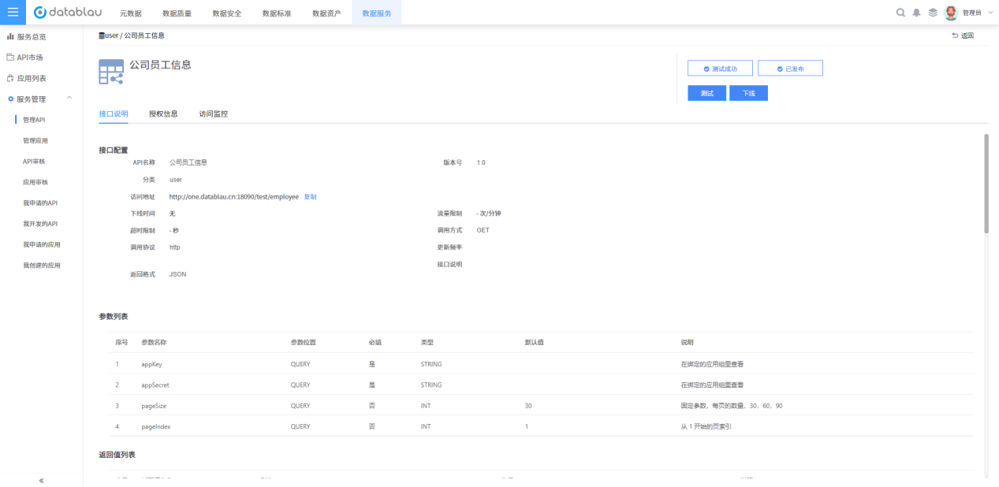 datablau 元数据 数据质量 数据安全 数据标准 数据资产 数据服务 管理员
服务总览
API市场
应用列表
服务管理
管理API
管理应用
API审核
应用审核
我申请的API
我开发的API
我申请的应用
我创建的应用
user / 公司员工信息 返回
公司员工信息
测试成功 已发布
测试 下线
接口说明 授权信息 访问监控
接口配置
API名称 公司员工信息 版本号 1.0
分类 user
访问地址 http://one.datablau.cn:18090/test/employee 复制
下线时间 无 流量限制 - 次/分钟
超时限制 - 秒 调用方式 GET
调用协议 http 更新频率
接口说明
返回格式 JSON
参数列表
序号 参数名称 参数位置 必填 类型 默认值 说明
1 appKey QUERY 是 STRING 在绑定的应用组里查看
2 appSecret QUERY 是 STRING 在绑定的应用组里查看
3 pageSize QUERY 否 INT 30 固定参数，每页的数量，30，60，90
4 pageIndex QUERY 否 INT 1 从 1 开始的页索引
返回值列表